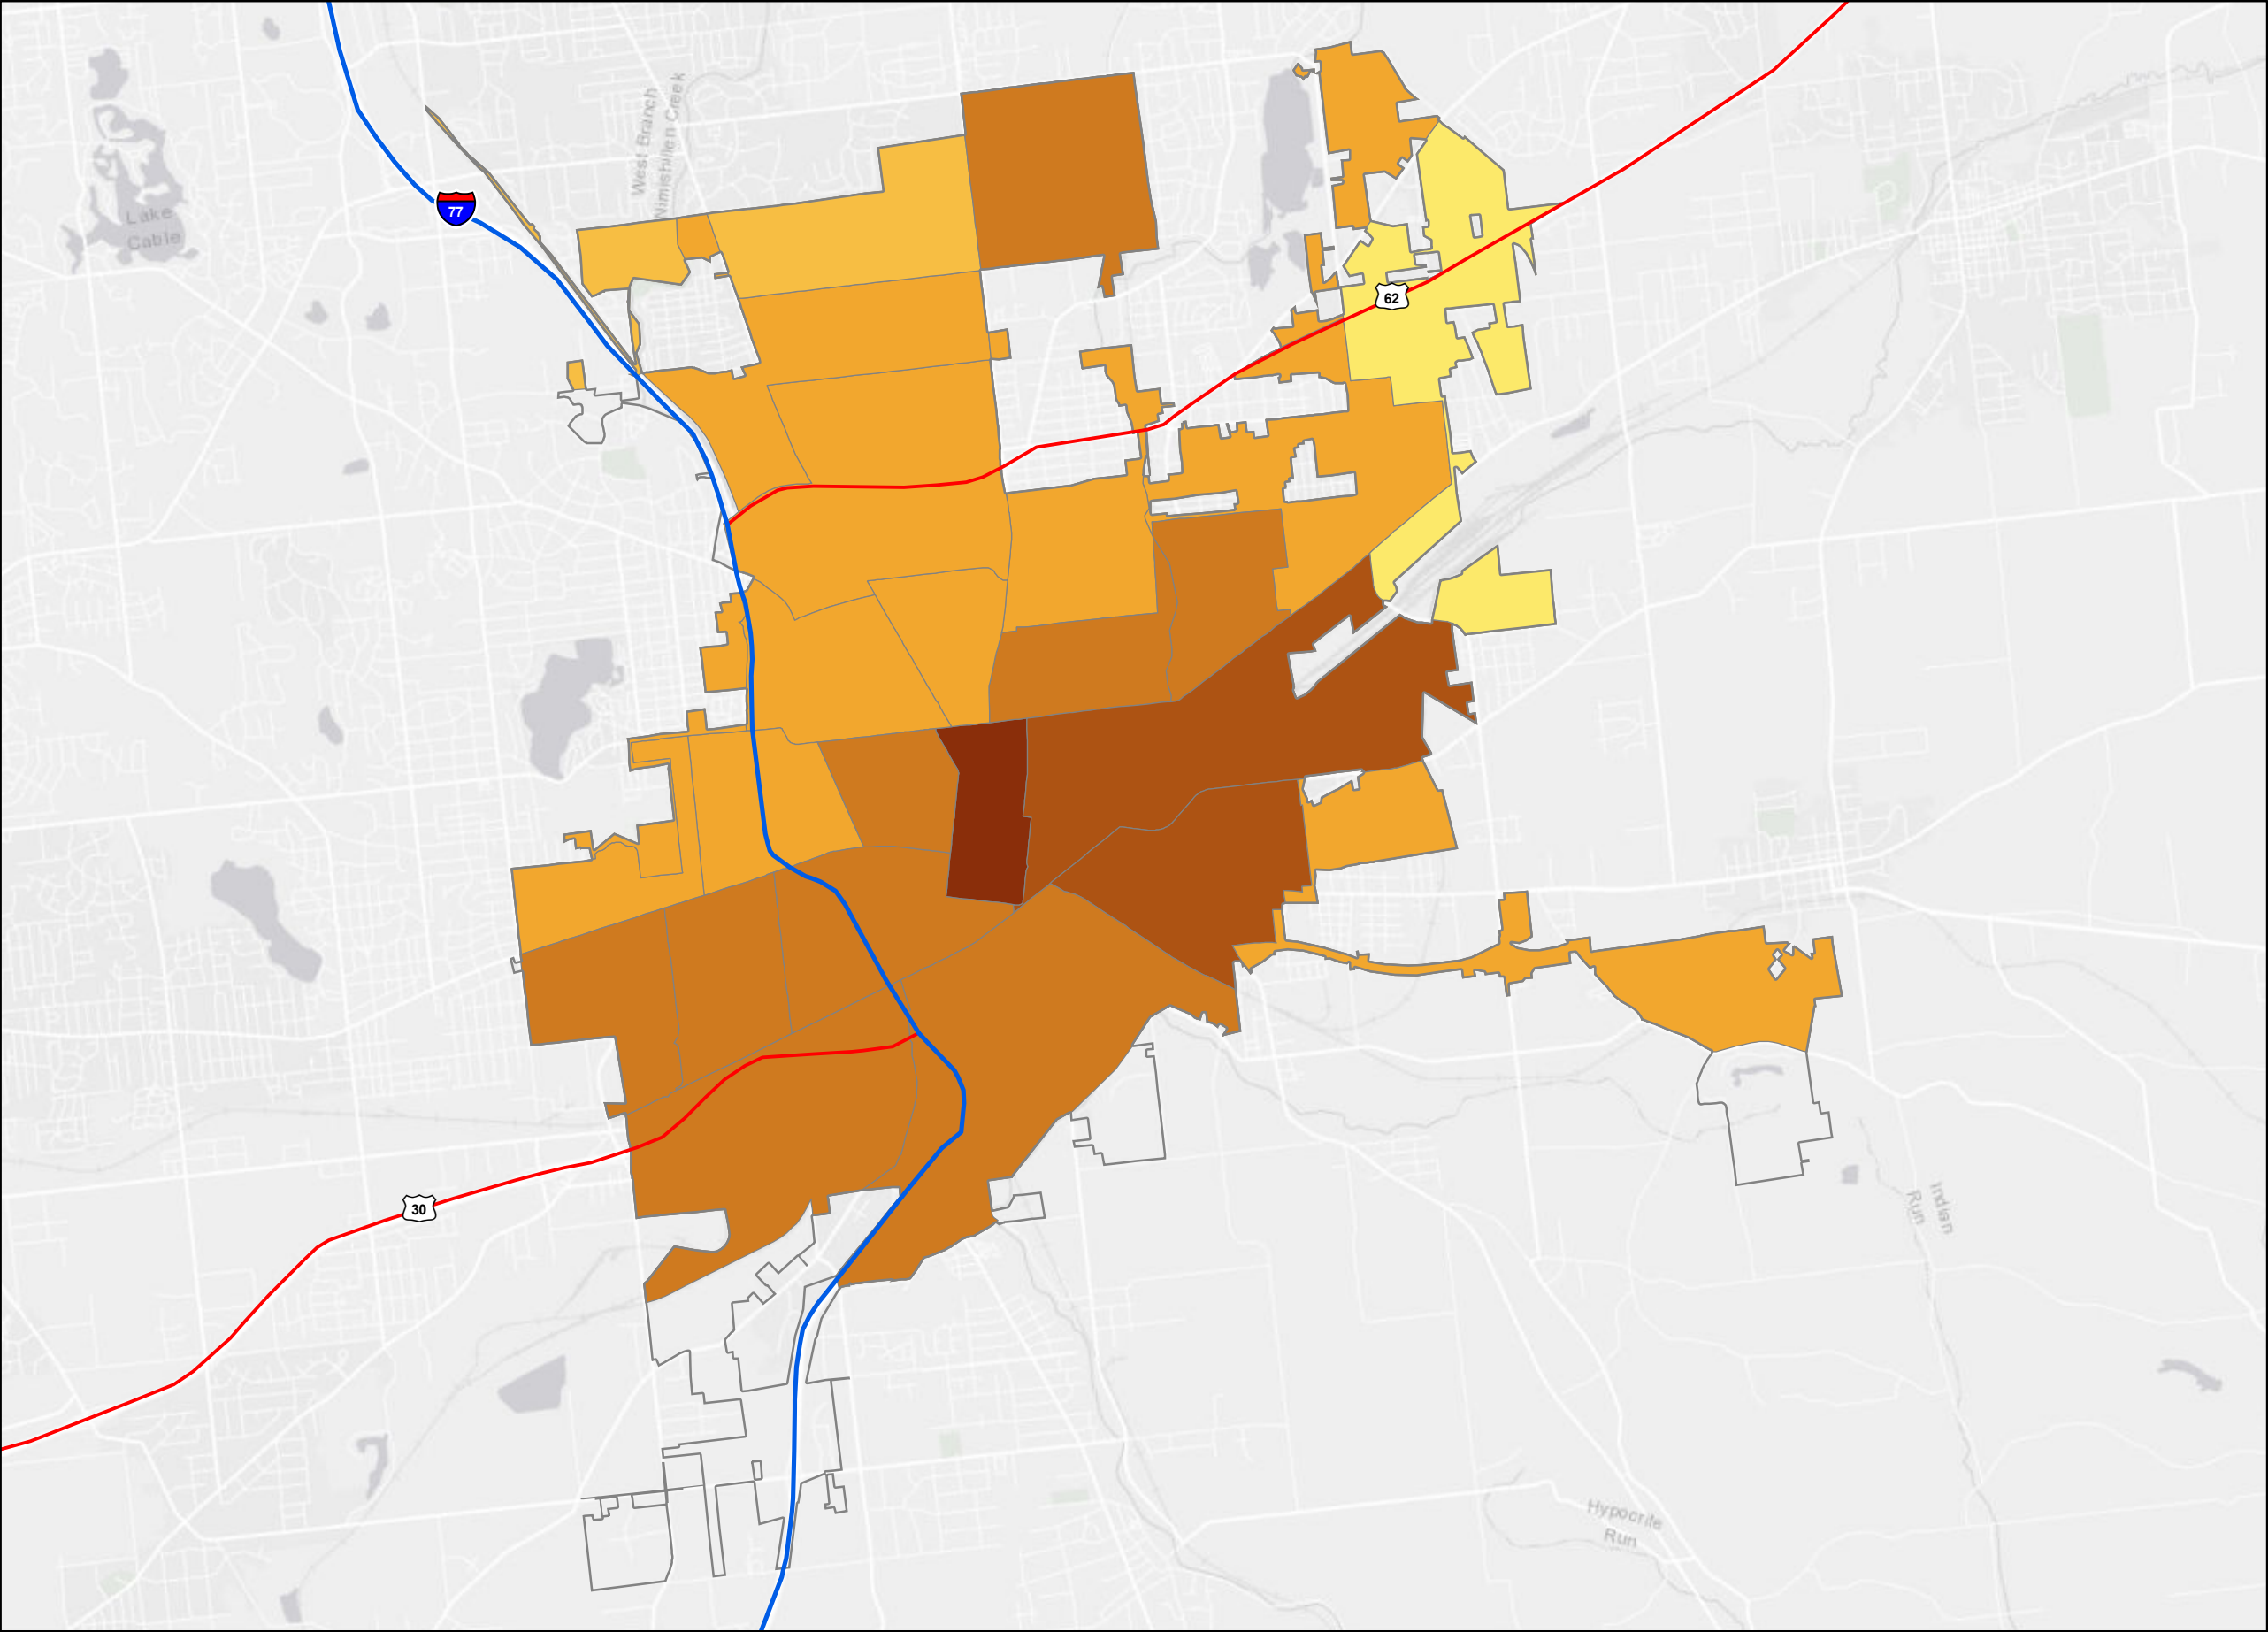 West Branch
Nimishillen Creek
Lake
Cable
77
62
30
Indian
Run
Hypocrite
Run